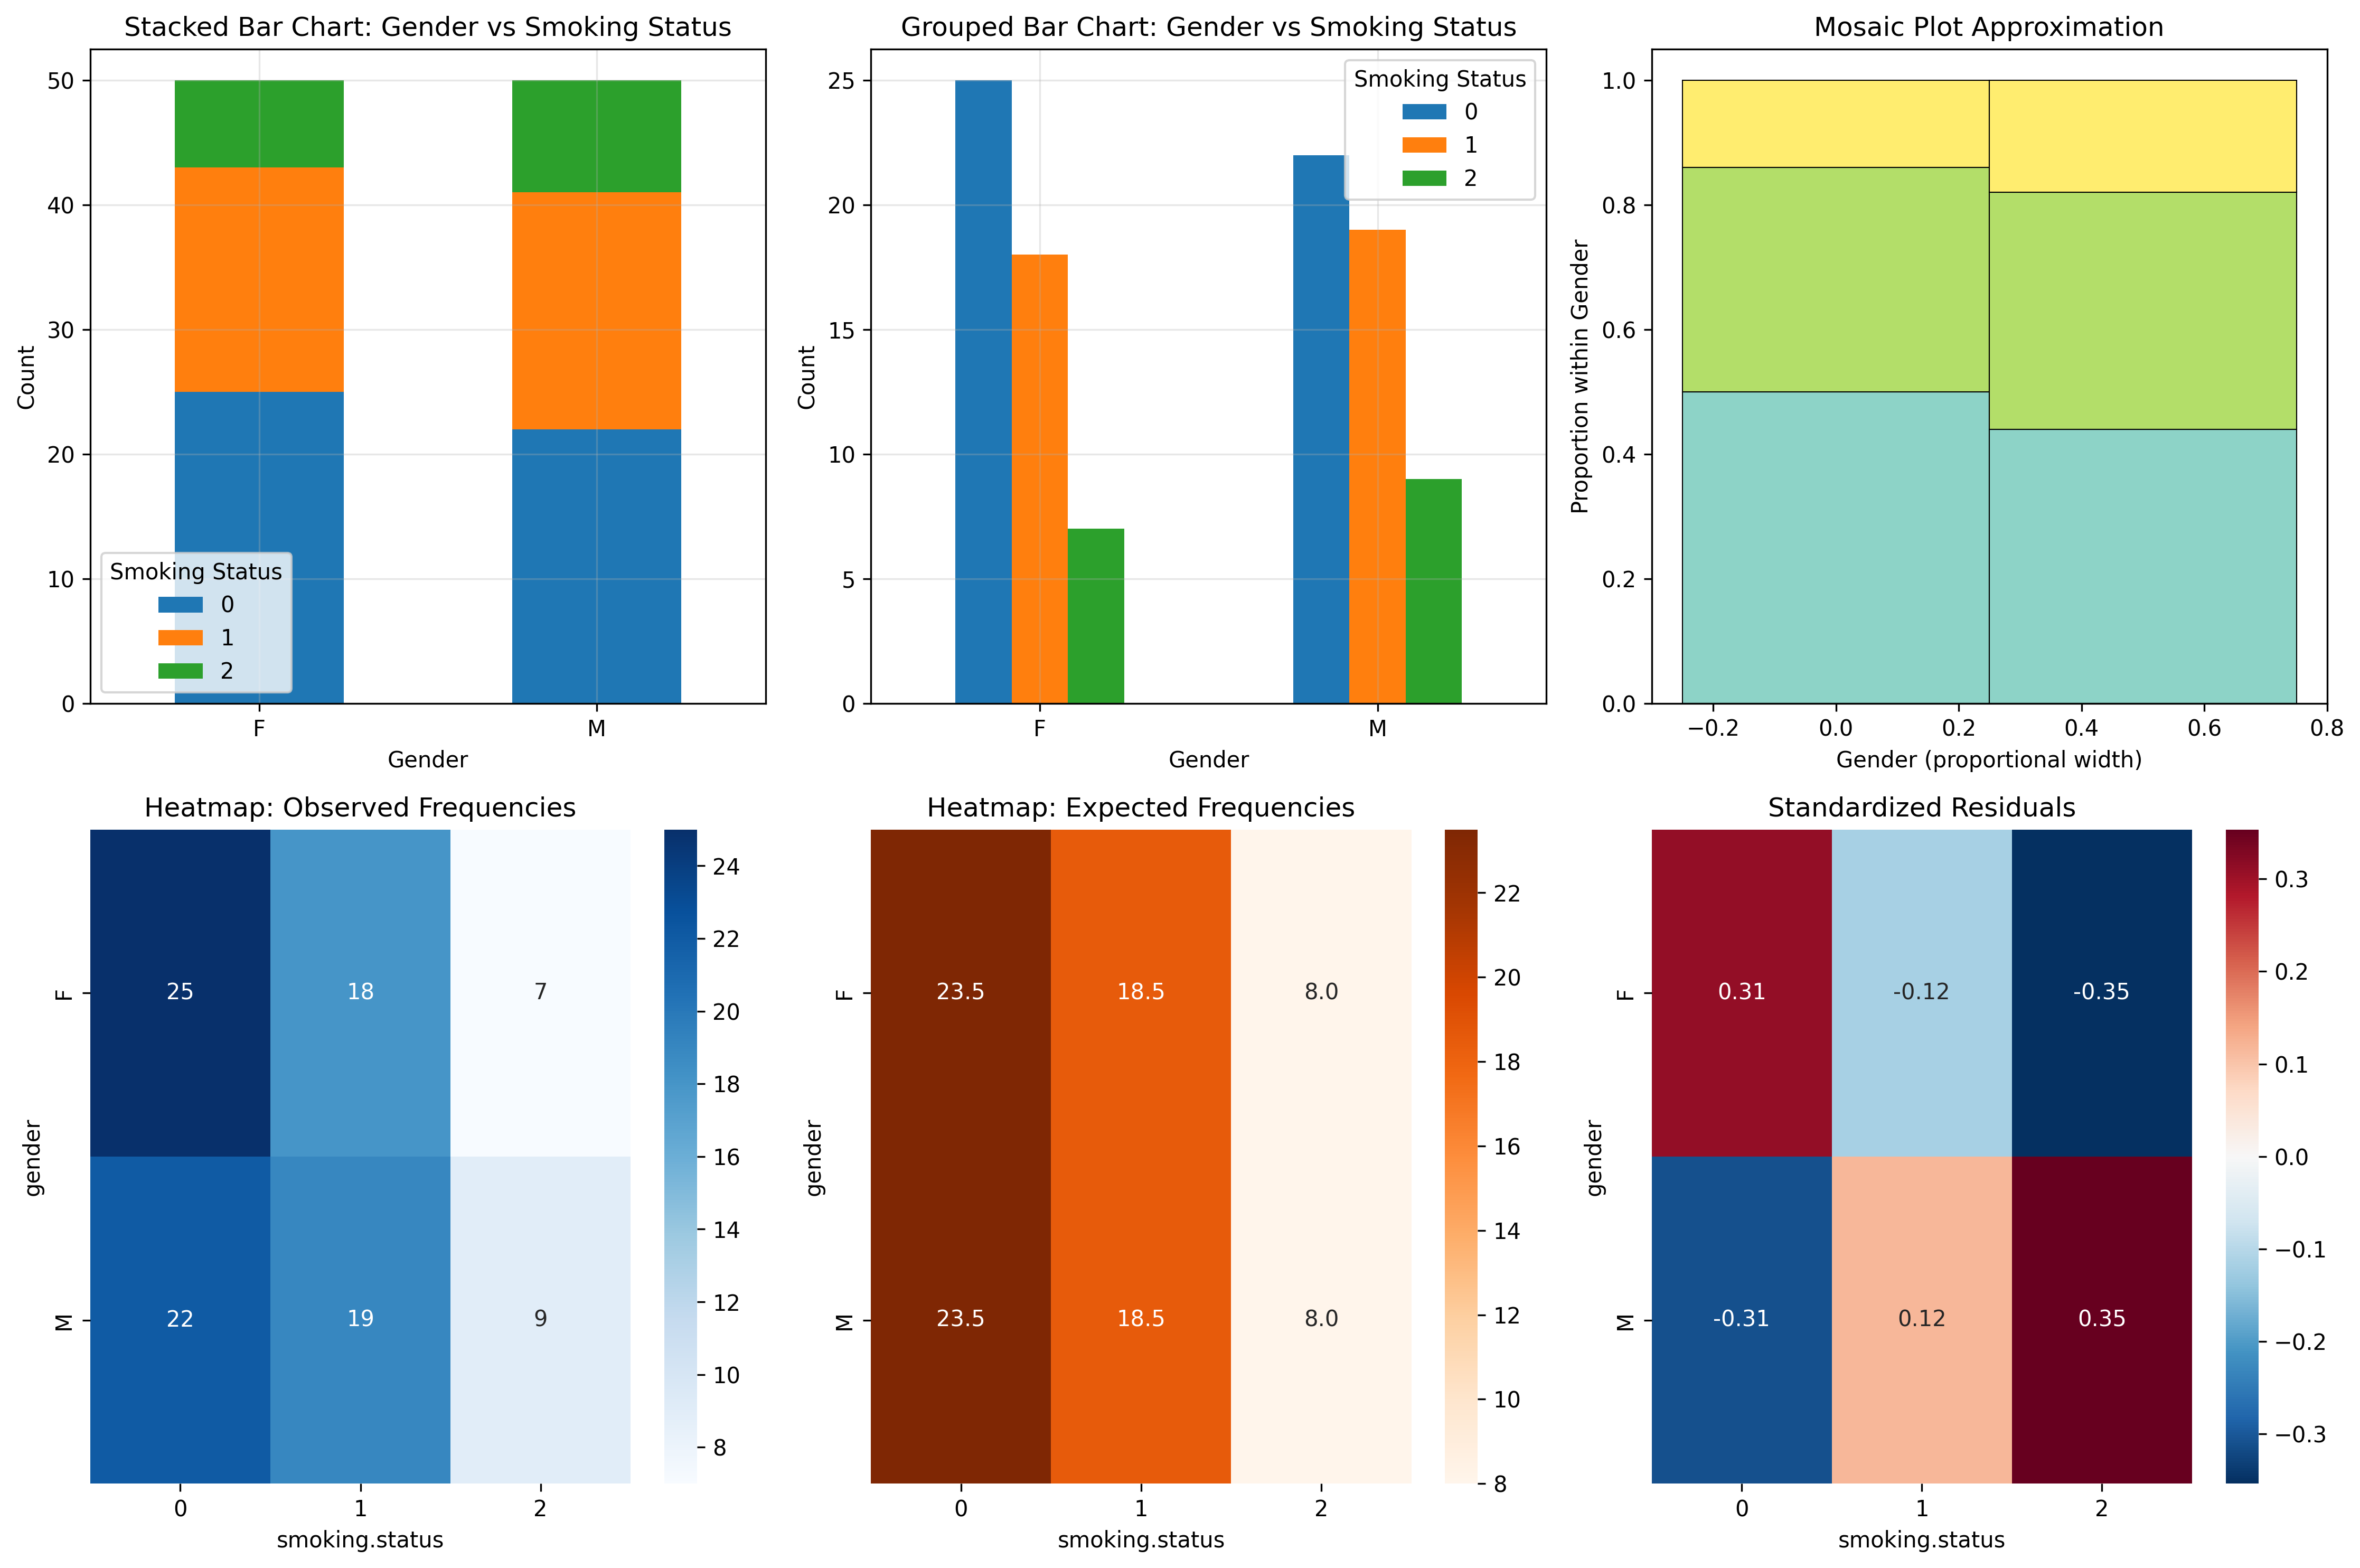 Stacked Bar Chart: Gender vs Smoking Status
50
40
30
20
10
0
Count
Smoking Status
0
1
2
F
M
Gender
Grouped Bar Chart: Gender vs Smoking Status
25
20
15
10
5
0
Count
Smoking Status
0
1
2
F
M
Gender
Mosaic Plot Approximation
1.0
0.8
0.6
0.4
0.2
0.0
Proportion within Gender
−0.2 0.0 0.2 0.4 0.6 0.8
Gender (proportional width)
Heatmap: Observed Frequencies
F
M
gender
25 18 7
22 19 9
0 1 2
smoking.status
24
22
20
18
16
14
12
10
8
Heatmap: Expected Frequencies
F
M
gender
23.5 18.5 8.0
23.5 18.5 8.0
0 1 2
smoking.status
22
20
18
16
14
12
10
8
Standardized Residuals
F
M
gender
0.31 -0.12 -0.35
-0.31 0.12 0.35
0 1 2
smoking.status
0.3
0.2
0.1
0.0
−0.1
−0.2
−0.3